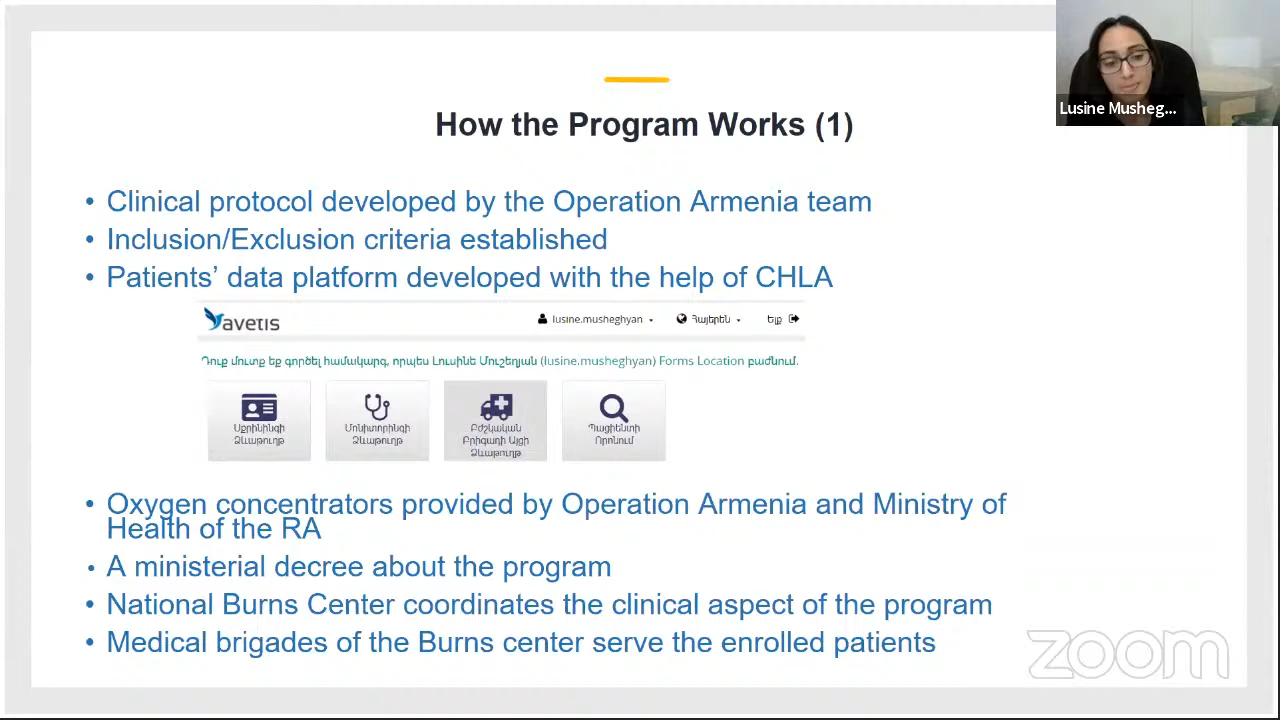 How the Program Works (1)
Lusine Musheg...
• Clinical protocol developed by the Operation Armenia team
• Inclusion/Exclusion criteria established
• Patients’ data platform developed with the help of CHLA
avetis
lusine.musheghyan
Հայերեն
Ելք
Դուք մուտք եք գործել համակարգ, որպես Լուսինե Մուշեղյան (lusine.musheghyan) Forms Location բաժնում.
Սքրինինգի
Ձևաթուղթ
Մոնիտորինգի
Ձևաթուղթ
Բժշկական
Բրիգադի Այցի
Ձևաթուղթ
Պացիենտի
Որոնում
• Oxygen concentrators provided by Operation Armenia and Ministry of
Health of the RA
• A ministerial decree about the program
• National Burns Center coordinates the clinical aspect of the program
• Medical brigades of the Burns center serve the enrolled patients
zoom